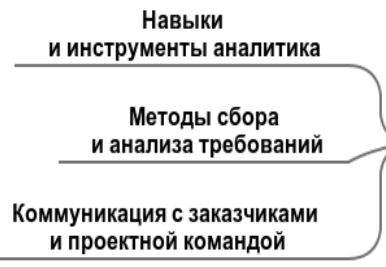 Навыки
и инструменты аналитика
Методы сбора
и анализа требований
Коммуникация с заказчиками
и проектной командой